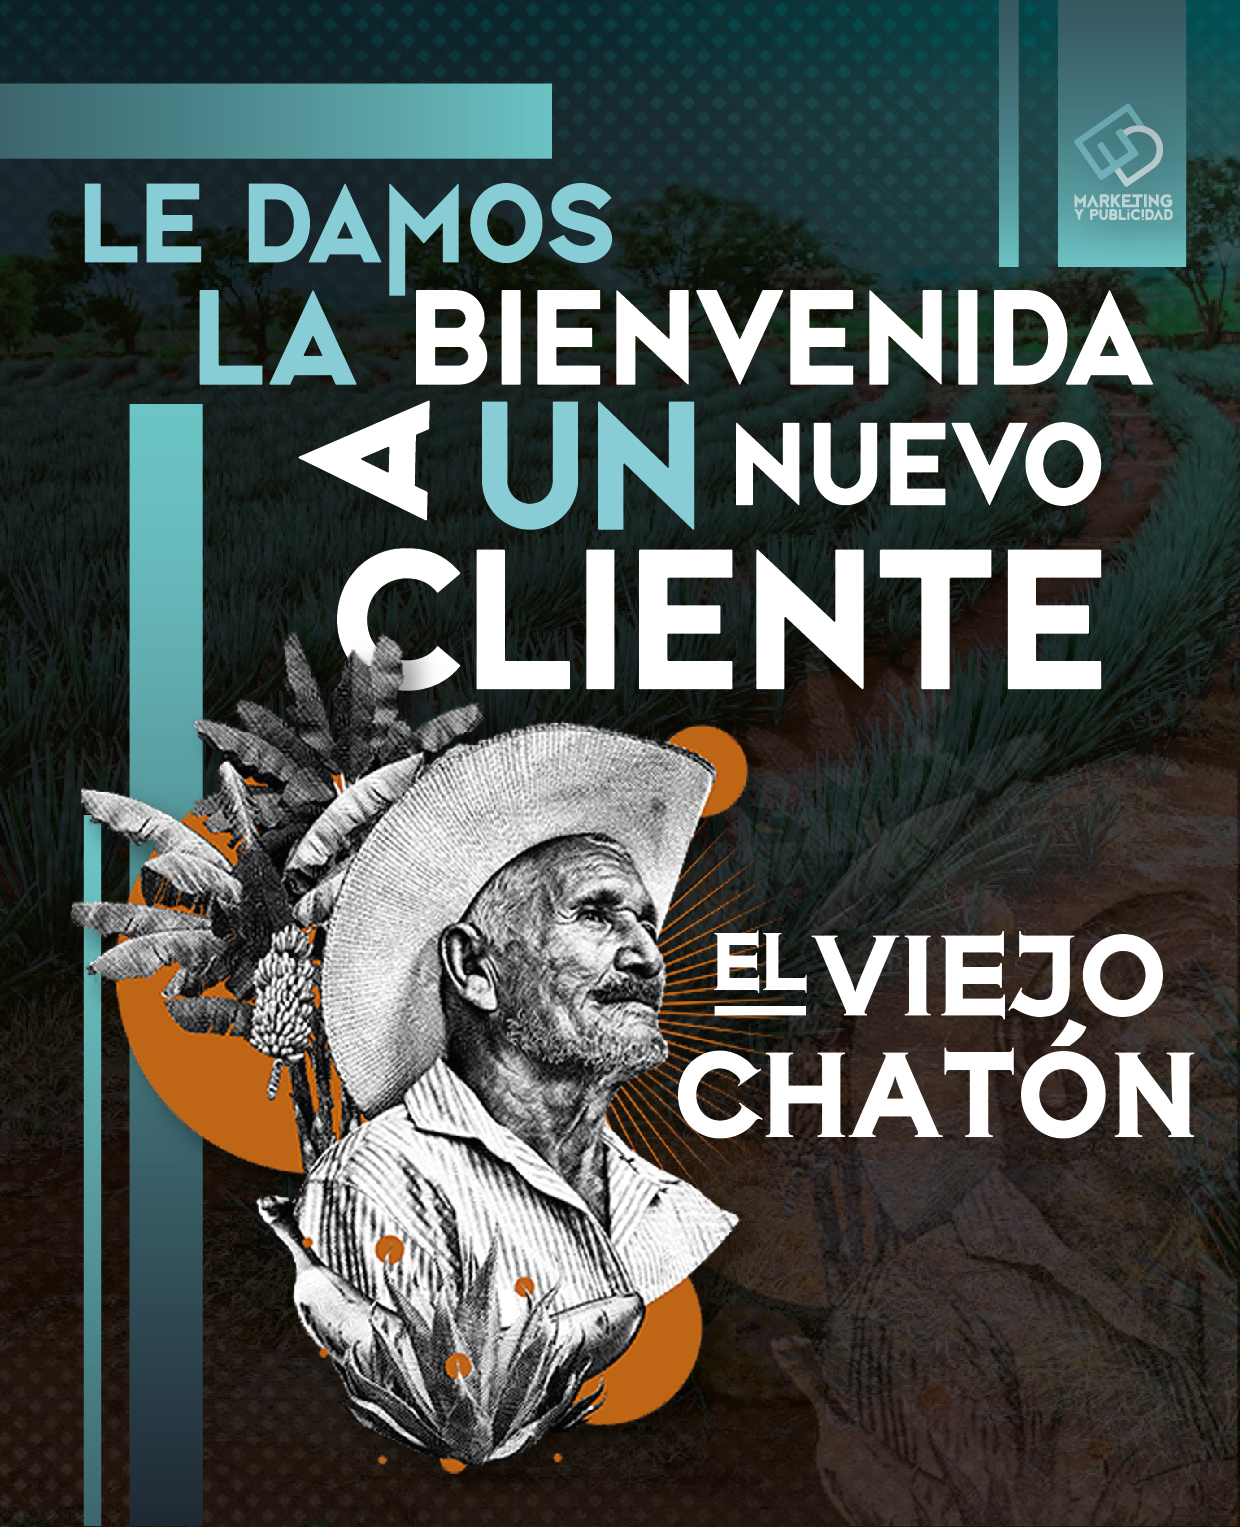 MARKETING
Y PUBLICIDAD
LE DAMOS
LA BIENVENIDA
A UN NUEVO
CLIENTE
EL VIEJO
CHATÓN